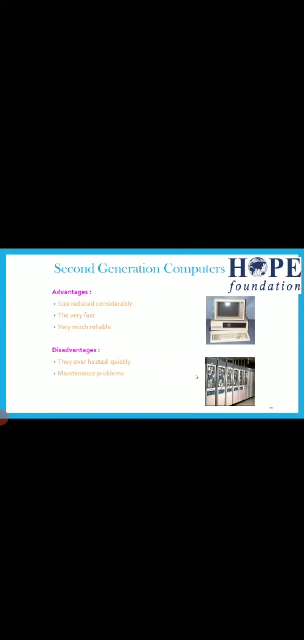 Second Generation Computers
HOPE
foundation
Advantages :
• Size reduced considerably
• The very fast
• Very much reliable
Disadvantages :
• They over heated quickly
• Maintenance problems